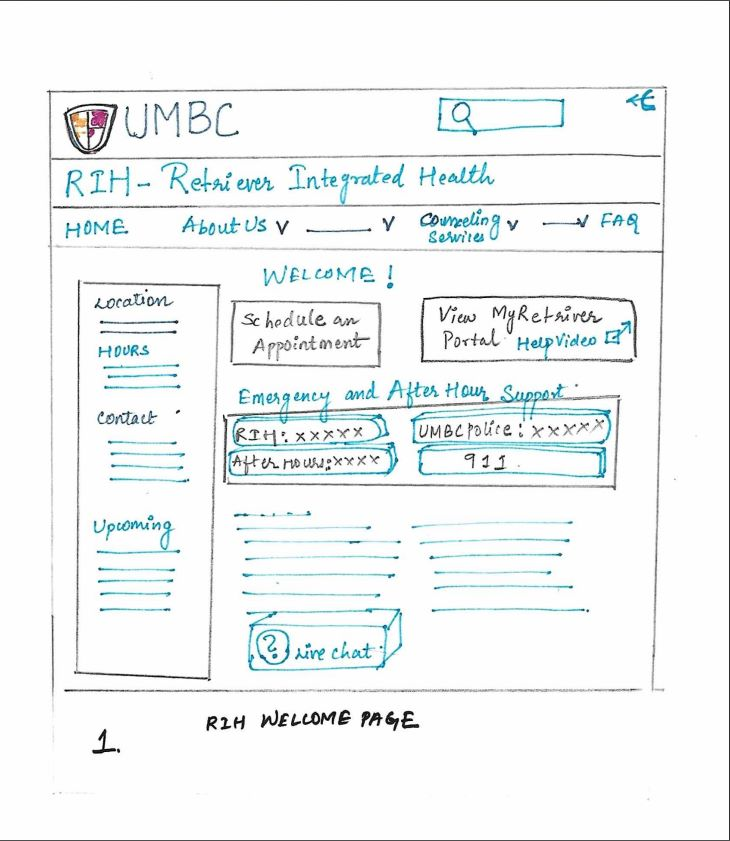 UMBC
RIH - Retriever Integrated Health
HOME About Us V V Counseling Services V V FAQ
WELCOME!
Location
HOURS
Contact
Upcoming
Schedule an
Appointment
View MyRetriver
Portal Help Video
Emergency and After Hour Support.
RIH: XXXXX UMBC police: XXXXX
After Hours: XXXX 911
? Live chat
RIH WELLCOME PAGE
1.